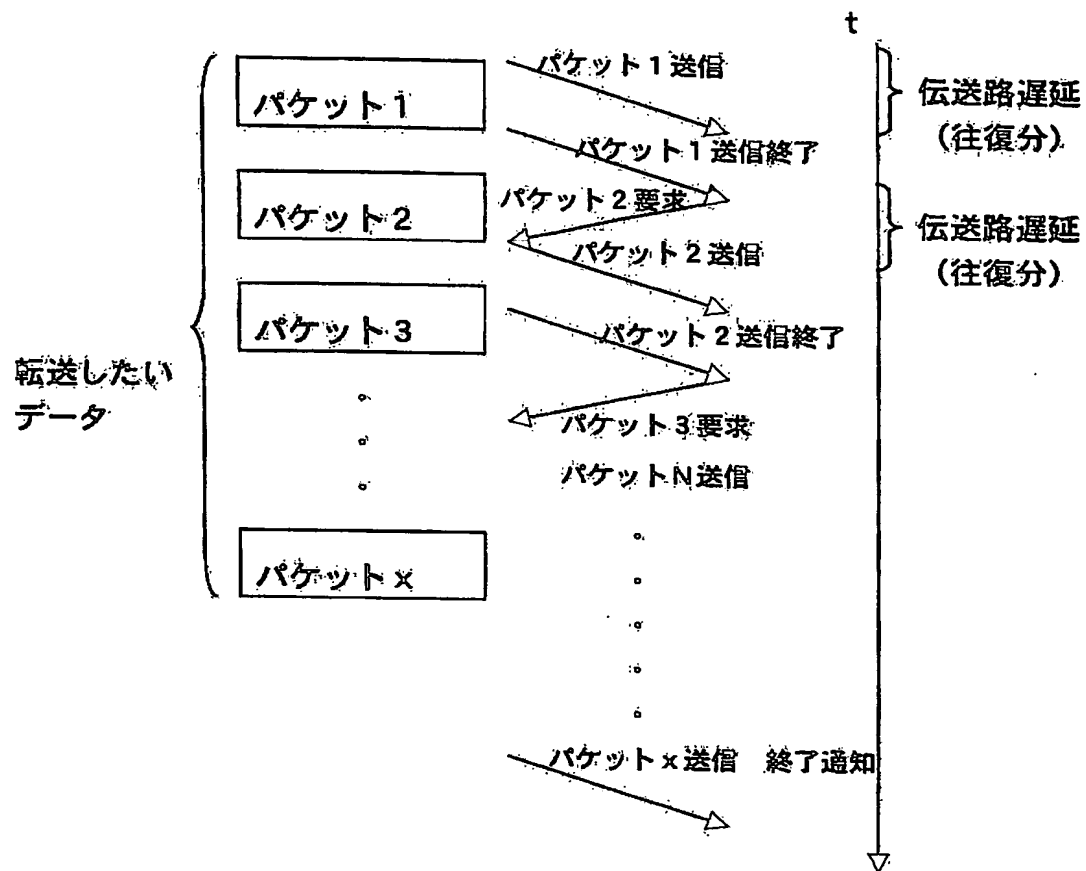 t
パケット1送信
パケット1
伝送路遅延
(往復分)
パケット1送信終了
パケット2要求
パケット2
伝送路遅延
(往復分)
パケット2送信
パケット3
パケット2送信終了
転送したい
データ
パケット3要求
パケットN送信
パケットx
パケットx送信 終了通知